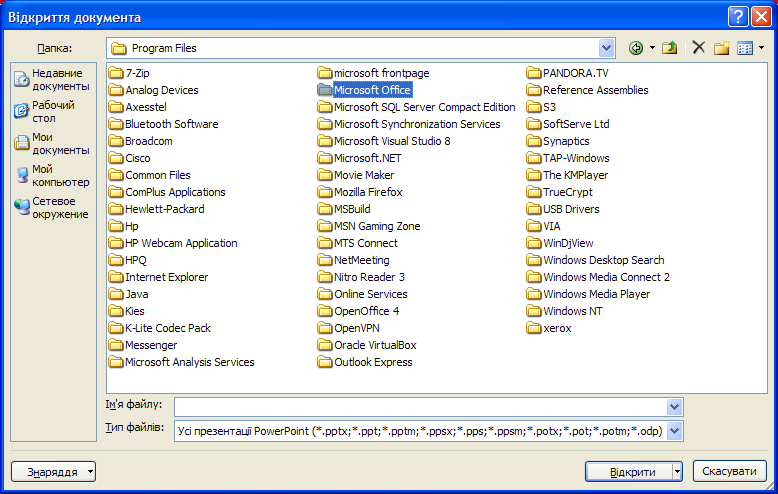 Відкриття документа
Папка:
Program Files
Недавние
документы
Рабочий
стол
Мои
документы
Мой
компьютер
Сетевое
окружение
7-Zip
Analog Devices
Axesstel
Bluetooth Software
Broadcom
Cisco
Common Files
ComPlus Applications
Hewlett-Packard
Hp
HP Webcam Application
HPQ
Internet Explorer
Java
Kies
K-Lite Codec Pack
Messenger
Microsoft Analysis Services
microsoft frontpage
Microsoft Office
Microsoft SQL Server Compact Edition
Microsoft Synchronization Services
Microsoft Visual Studio 8
Microsoft.NET
Movie Maker
Mozilla Firefox
MSBuild
MSN Gaming Zone
MTS Connect
NetMeeting
Nitro Reader 3
Online Services
OpenOffice 4
OpenVPN
Oracle VirtualBox
Outlook Express
PANDORA.TV
Reference Assemblies
S3
SoftServe Ltd
Synaptics
TAP-Windows
The KMPlayer
TrueCrypt
USB Drivers
VIA
WinDjView
Windows Desktop Search
Windows Media Connect 2
Windows Media Player
Windows NT
xerox
Ім'я файлу:
Тип файлів:
Усі презентації PowerPoint (*.pptx;*.ppt;*.pptm;*.ppsx;*.pps;*.ppsm;*.potx;*.pot;*.potm;*.odp)
Знаряддя
Відкрити
Скасувати